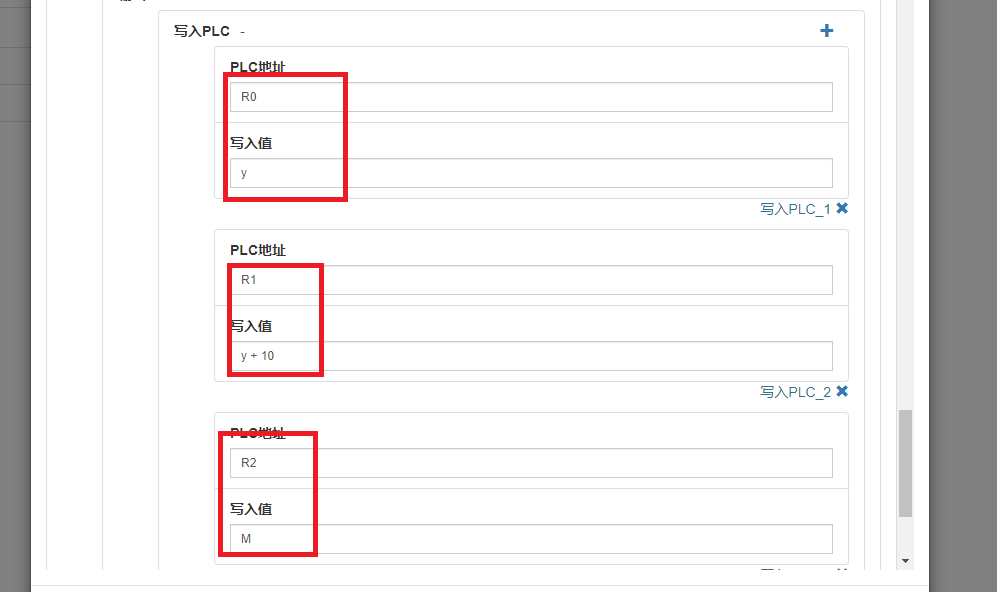 写入PLC -
PLC地址
R0
写入值
y
写入PLC_1
PLC地址
R1
写入值
y + 10
写入PLC_2
PLC地址
R2
写入值
M